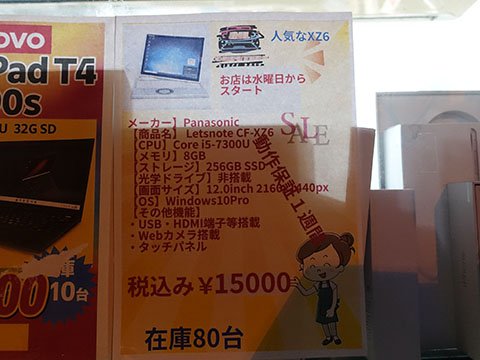 OVO
Pad T4
00s
U 32G SD
00
庫
10台
人気なXZ6
お店は水曜日から
スタート
SALE
メーカー】Panasonic
【商品名】 Letsnote CF-XZ6
【CPU】Core i5-7300U
【メモリ】8GB
【ストレージ】256GB SSD
【光学ドライブ】非搭載
【画面サイズ】12.0inch 2160 440px
【OS】Windows10Pro
【その他機能】
・USB・HDMI端子等搭載
・Webカメラ搭載
・タッチパネル
動作保証１週間
税込み￥15000
在庫80台